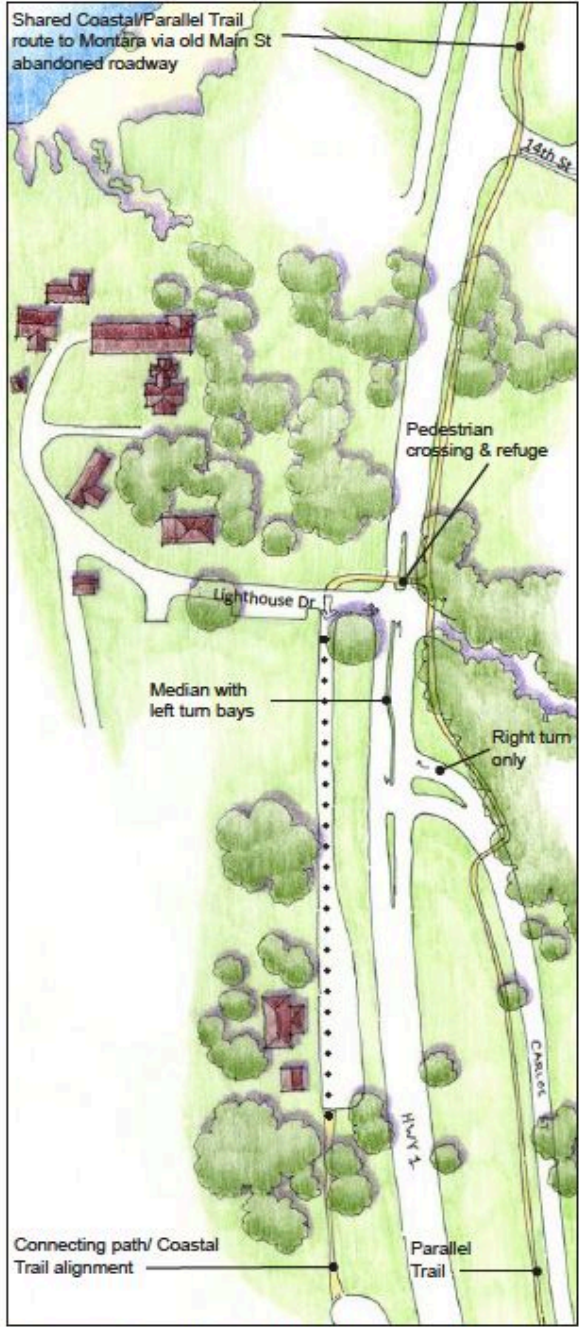 Shared Coastal/Parallel Trail
route to Montara via old Main St
abandoned roadway
14th St
Pedestrian
crossing & refuge
Lighthouse Dr
Median with
left turn bays
Right turn
only
CARLOS
HWY 1
Connecting path/ Coastal
Trail alignment
Parallel
Trail